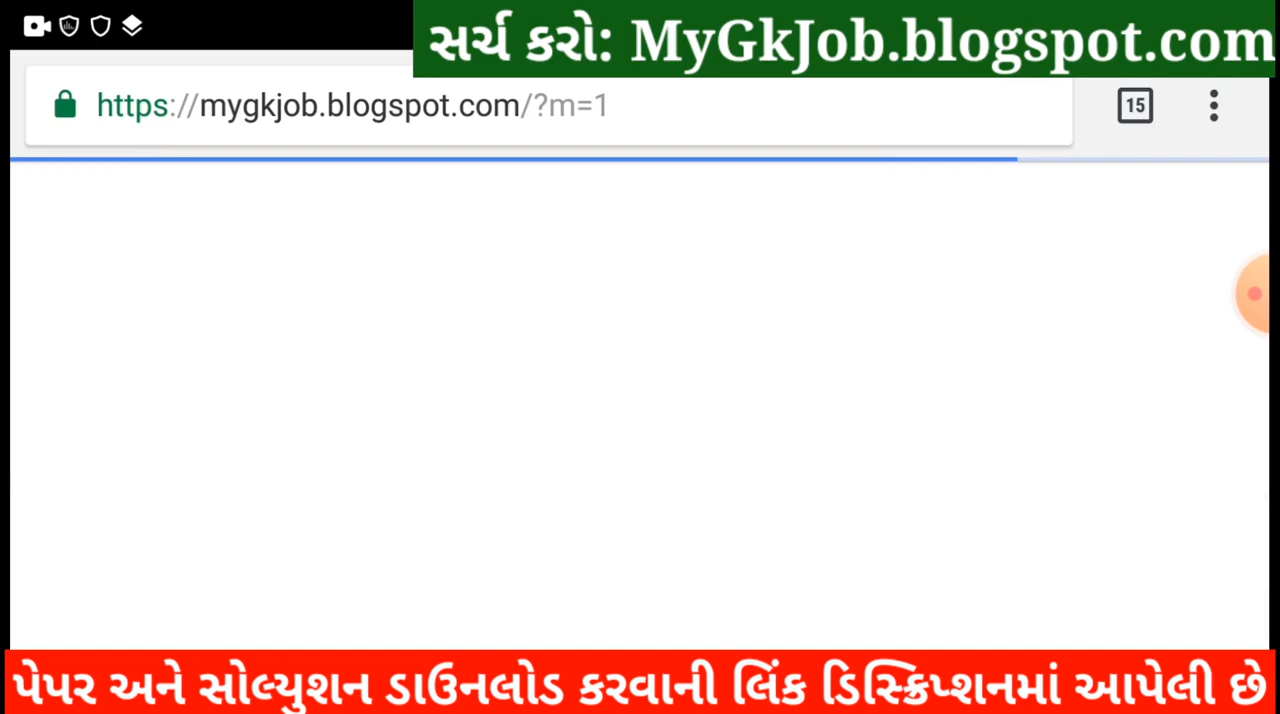 સર્ચ કરો: MyGkJob.blogspot.com
https://mygkjob.blogspot.com/?m=1
15
પેપર અને સોલ્યુશન ડાઉનલોડ કરવાની લિંક ડિસ્ક્રિપ્શનમાં આપેલી છે